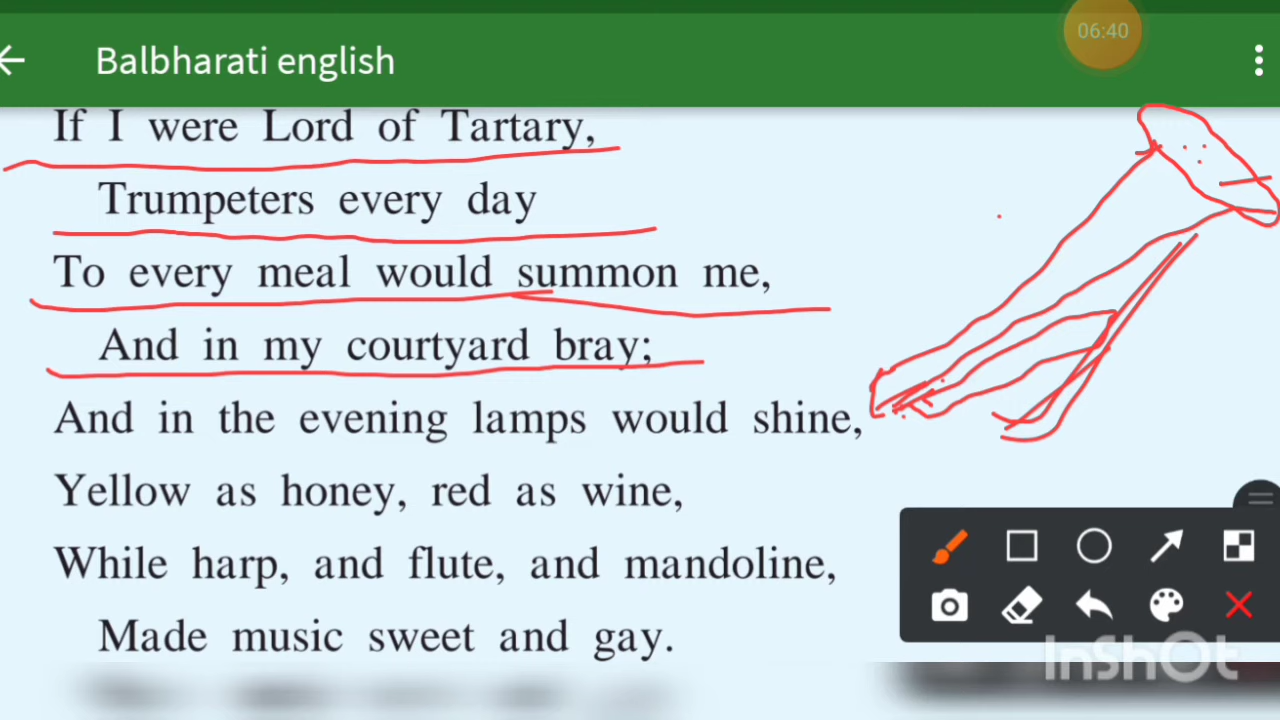 06:40
Balbharati english
If I were Lord of Tartary,
Trumpeters every day
To every meal would summon me,
And in my courtyard bray;
And in the evening lamps would shine,
Yellow as honey, red as wine,
While harp, and flute, and mandoline,
Made music sweet and gay.
InShOt